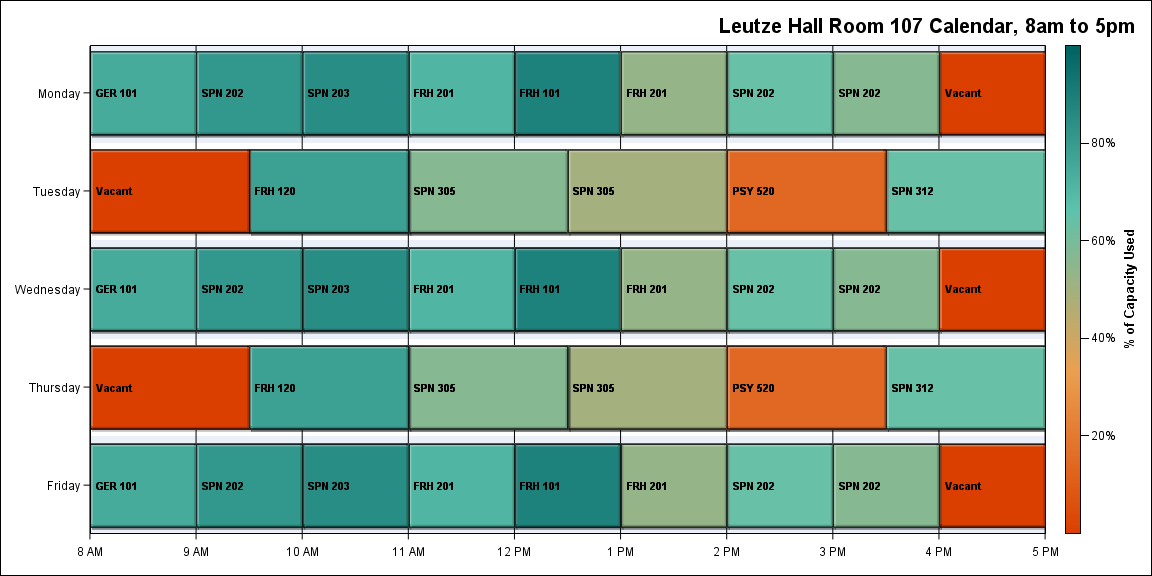 Leutze Hall Room 107 Calendar, 8am to 5pm
Monday
GER 101
SPN 202
SPN 203
FRH 201
FRH 101
FRH 201
SPN 202
SPN 202
Vacant
Tuesday
Vacant
FRH 120
SPN 305
SPN 305
PSY 520
SPN 312
Wednesday
GER 101
SPN 202
SPN 203
FRH 201
FRH 101
FRH 201
SPN 202
SPN 202
Vacant
Thursday
Vacant
FRH 120
SPN 305
SPN 305
PSY 520
SPN 312
Friday
GER 101
SPN 202
SPN 203
FRH 201
FRH 101
FRH 201
SPN 202
SPN 202
Vacant
8 AM
9 AM
10 AM
11 AM
12 PM
1 PM
2 PM
3 PM
4 PM
5 PM
80%
60%
40%
20%
% of Capacity Used